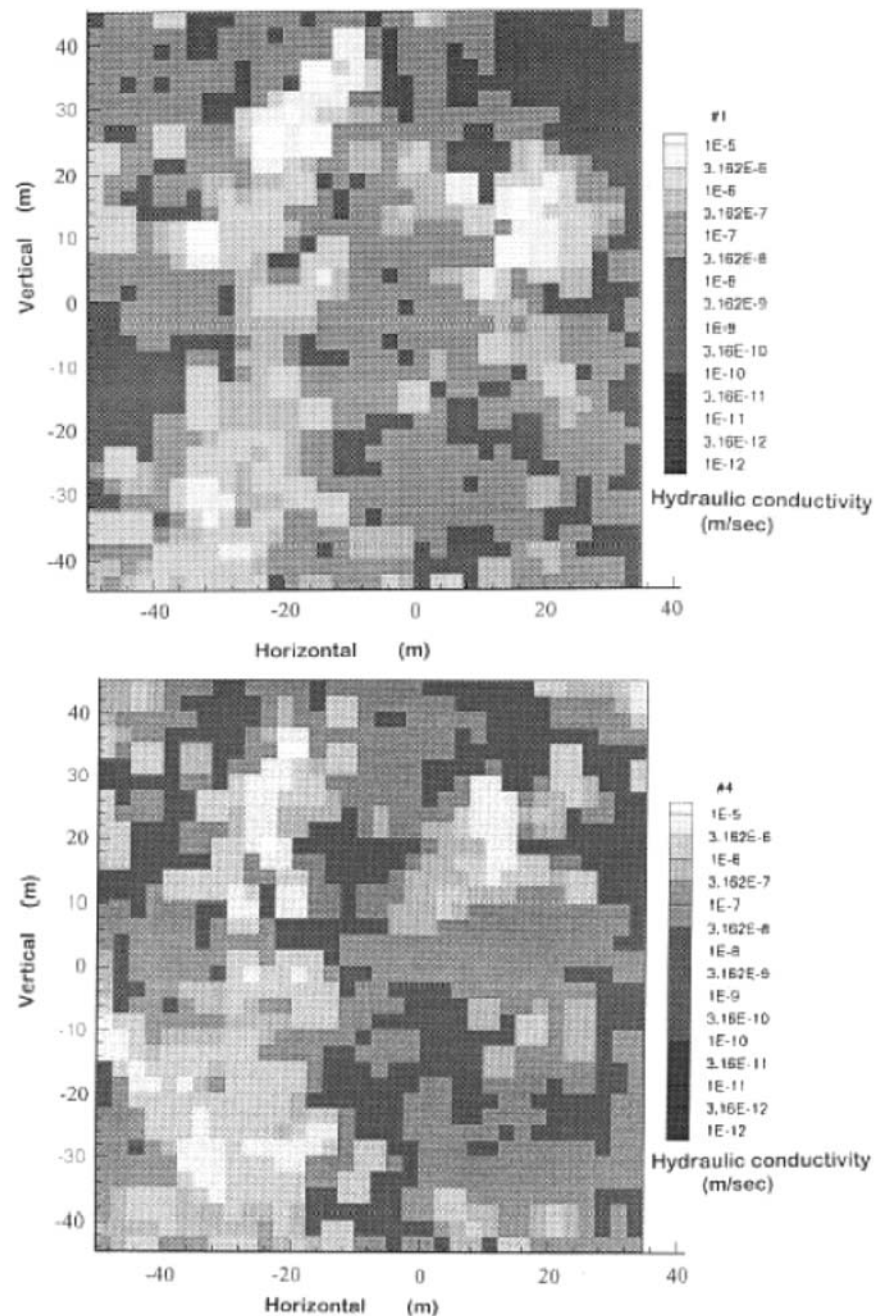 40
30
20
10
0
-10
-20
-30
-40
Vertical (m)
-40 -20 0 20 40
Horizontal (m)
#1
1E-5
3.162E-6
1E-6
3.162E-7
1E-7
3.162E-8
1E-8
3.162E-9
1E-9
3.16E-10
1E-10
3.16E-11
1E-11
3.16E-12
1E-12
Hydraulic conductivity
(m/sec)
40
30
20
10
0
-10
-20
-30
-40
Vertical (m)
-40 -20 0 20 40
Horizontal (m)
#4
1E-5
3.162E-6
1E-6
3.162E-7
1E-7
3.162E-8
1E-8
3.162E-9
1E-9
3.16E-10
1E-10
3.16E-11
1E-11
3.16E-12
1E-12
Hydraulic conductivity
(m/sec)